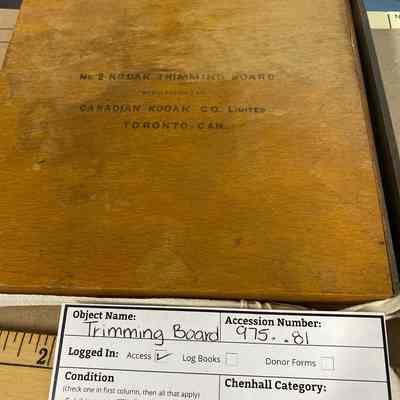 No 2 KODAK TRIMMING BOARD
CANADIAN KODAK CO. LIMITED
TORONTO-CAN.
Object Name:
Trimming Board
Accession Number:
975..81
Logged In: Access ✓ Log Books Donor Forms
Condition
(check one in first column, then all that apply)
Chenhall Category:
2